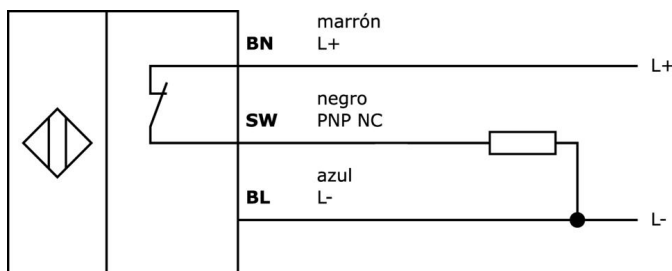 marrón
BN L+
L+
negro
SW PNP NC
azul
BL L-
L-